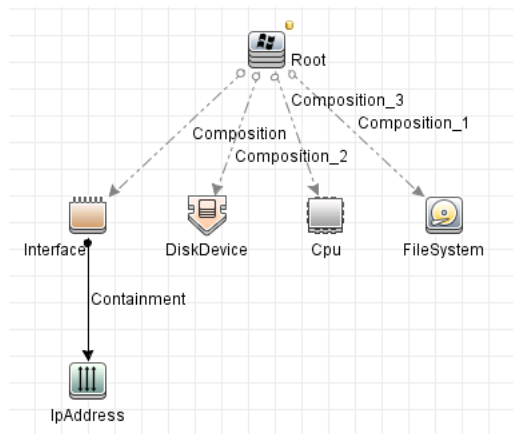 Root
Composition_3
Composition_1
Composition
Composition_2
Interface
DiskDevice
Cpu
FileSystem
Containment
IpAddress